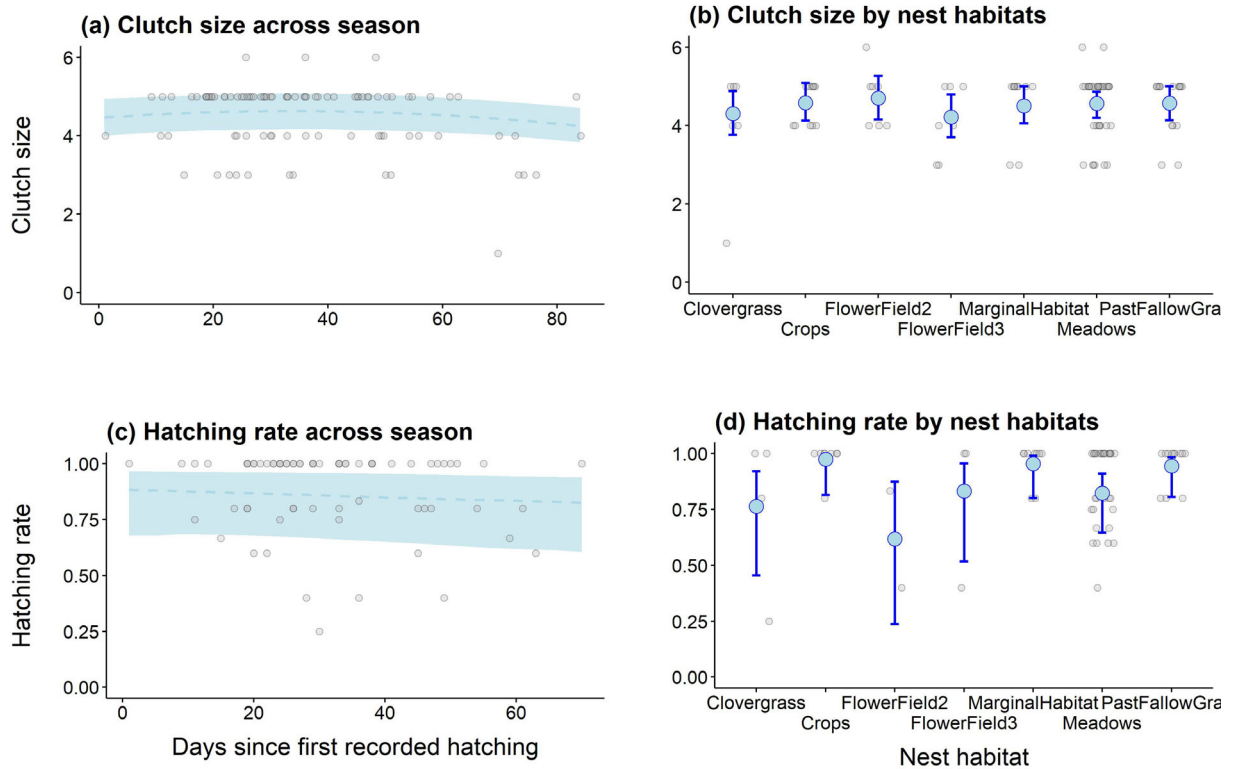 (a) Clutch size across season
Clutch size
6
4
2
0
0 20 40 60 80
(b) Clutch size by nest habitats
6
4
2
0
Clovergrass FlowerField2 MarginalHabitat PastFallowGra
Crops FlowerField3 Meadows
(c) Hatching rate across season
Hatching rate
1.00
0.75
0.50
0.25
0.00
0 20 40 60
Days since first recorded hatching
(d) Hatching rate by nest habitats
1.00
0.75
0.50
0.25
0.00
Clovergrass FlowerField2 MarginalHabitat PastFallowGra
Crops FlowerField3 Meadows
Nest habitat